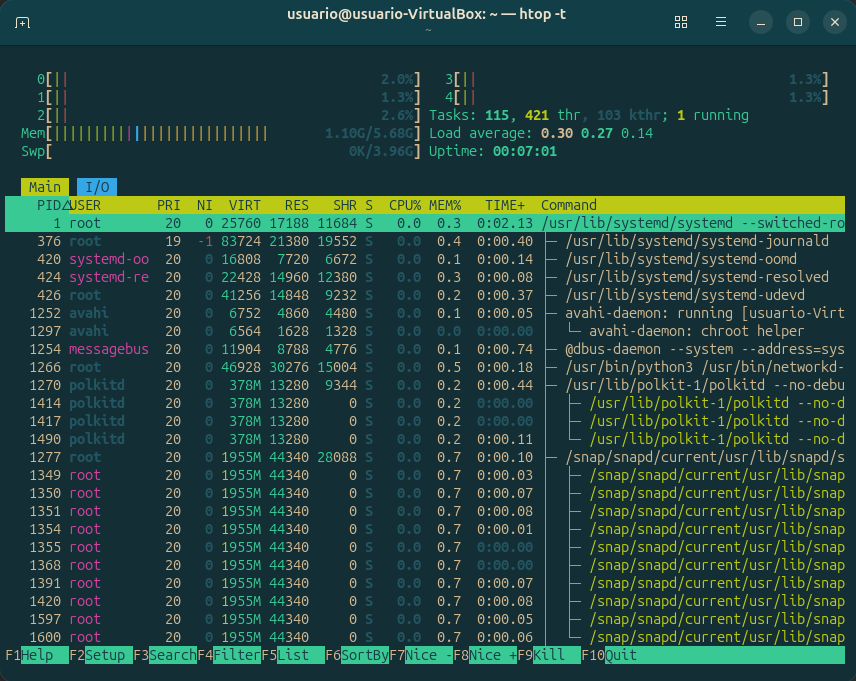 usuario@usuario-VirtualBox: ~ — htop -t
~
0[|| 2.0%] 3[|| 1.3%]
1[|| 1.3%] 4[|| 1.3%]
2[|| 2.6%] Tasks: 115, 421 thr, 103 kthr; 1 running
Mem[||||||||||||||||||||||||||| 1.10G/5.68G] Load average: 0.30 0.27 0.14
Swp[ 0K/3.96G] Uptime: 00:07:01
Main I/O
PID△USER PRI NI VIRT RES SHR S CPU% MEM% TIME+ Command
1 root 20 0 25760 17188 11684 S 0.0 0.3 0:02.13 /usr/lib/systemd/systemd --switched-ro
376 root 19 -1 83724 21380 19552 S 0.0 0.4 0:00.40 ├─ /usr/lib/systemd/systemd-journald
420 systemd-oo 20 0 16808 7720 6672 S 0.0 0.1 0:00.14 ├─ /usr/lib/systemd/systemd-oomd
424 systemd-re 20 0 22428 14960 12380 S 0.0 0.3 0:00.08 ├─ /usr/lib/systemd/systemd-resolved
426 root 20 0 41256 14848 9232 S 0.0 0.2 0:00.37 ├─ /usr/lib/systemd/systemd-udevd
1252 avahi 20 0 6752 4860 4480 S 0.0 0.1 0:00.05 ├─ avahi-daemon: running [usuario-Virt
1297 avahi 20 0 6564 1628 1328 S 0.0 0.0 0:00.00 │ └─ avahi-daemon: chroot helper
1254 messagebus 20 0 11904 8788 4776 S 0.0 0.1 0:00.74 ├─ @dbus-daemon --system --address=sys
1266 root 20 0 46928 30276 15004 S 0.0 0.5 0:00.18 ├─ /usr/bin/python3 /usr/bin/networkd-
1270 polkitd 20 0 378M 13280 9344 S 0.0 0.2 0:00.44 ├─ /usr/lib/polkit-1/polkitd --no-debu
1414 polkitd 20 0 378M 13280 0 S 0.0 0.2 0:00.00 │ ├─ /usr/lib/polkit-1/polkitd --no-d
1417 polkitd 20 0 378M 13280 0 S 0.0 0.2 0:00.00 │ ├─ /usr/lib/polkit-1/polkitd --no-d
1490 polkitd 20 0 378M 13280 0 S 0.0 0.2 0:00.11 │ └─ /usr/lib/polkit-1/polkitd --no-d
1277 root 20 0 1955M 44340 28088 S 0.0 0.7 0:00.10 ├─ /snap/snapd/current/usr/lib/snapd/s
1349 root 20 0 1955M 44340 0 S 0.0 0.7 0:00.03 │ ├─ /snap/snapd/current/usr/lib/snap
1350 root 20 0 1955M 44340 0 S 0.0 0.7 0:00.07 │ ├─ /snap/snapd/current/usr/lib/snap
1351 root 20 0 1955M 44340 0 S 0.0 0.7 0:00.08 │ ├─ /snap/snapd/current/usr/lib/snap
1354 root 20 0 1955M 44340 0 S 0.0 0.7 0:00.01 │ ├─ /snap/snapd/current/usr/lib/snap
1355 root 20 0 1955M 44340 0 S 0.0 0.7 0:00.00 │ ├─ /snap/snapd/current/usr/lib/snap
1368 root 20 0 1955M 44340 0 S 0.0 0.7 0:00.00 │ ├─ /snap/snapd/current/usr/lib/snap
1391 root 20 0 1955M 44340 0 S 0.0 0.7 0:00.07 │ ├─ /snap/snapd/current/usr/lib/snap
1420 root 20 0 1955M 44340 0 S 0.0 0.7 0:00.08 │ ├─ /snap/snapd/current/usr/lib/snap
1597 root 20 0 1955M 44340 0 S 0.0 0.7 0:00.05 │ ├─ /snap/snapd/current/usr/lib/snap
1600 root 20 0 1955M 44340 0 S 0.0 0.7 0:00.06 │ └─ /snap/snapd/current/usr/lib/snap
F1Help F2Setup F3SearchF4FilterF5List F6SortByF7Nice -F8Nice +F9Kill F10Quit